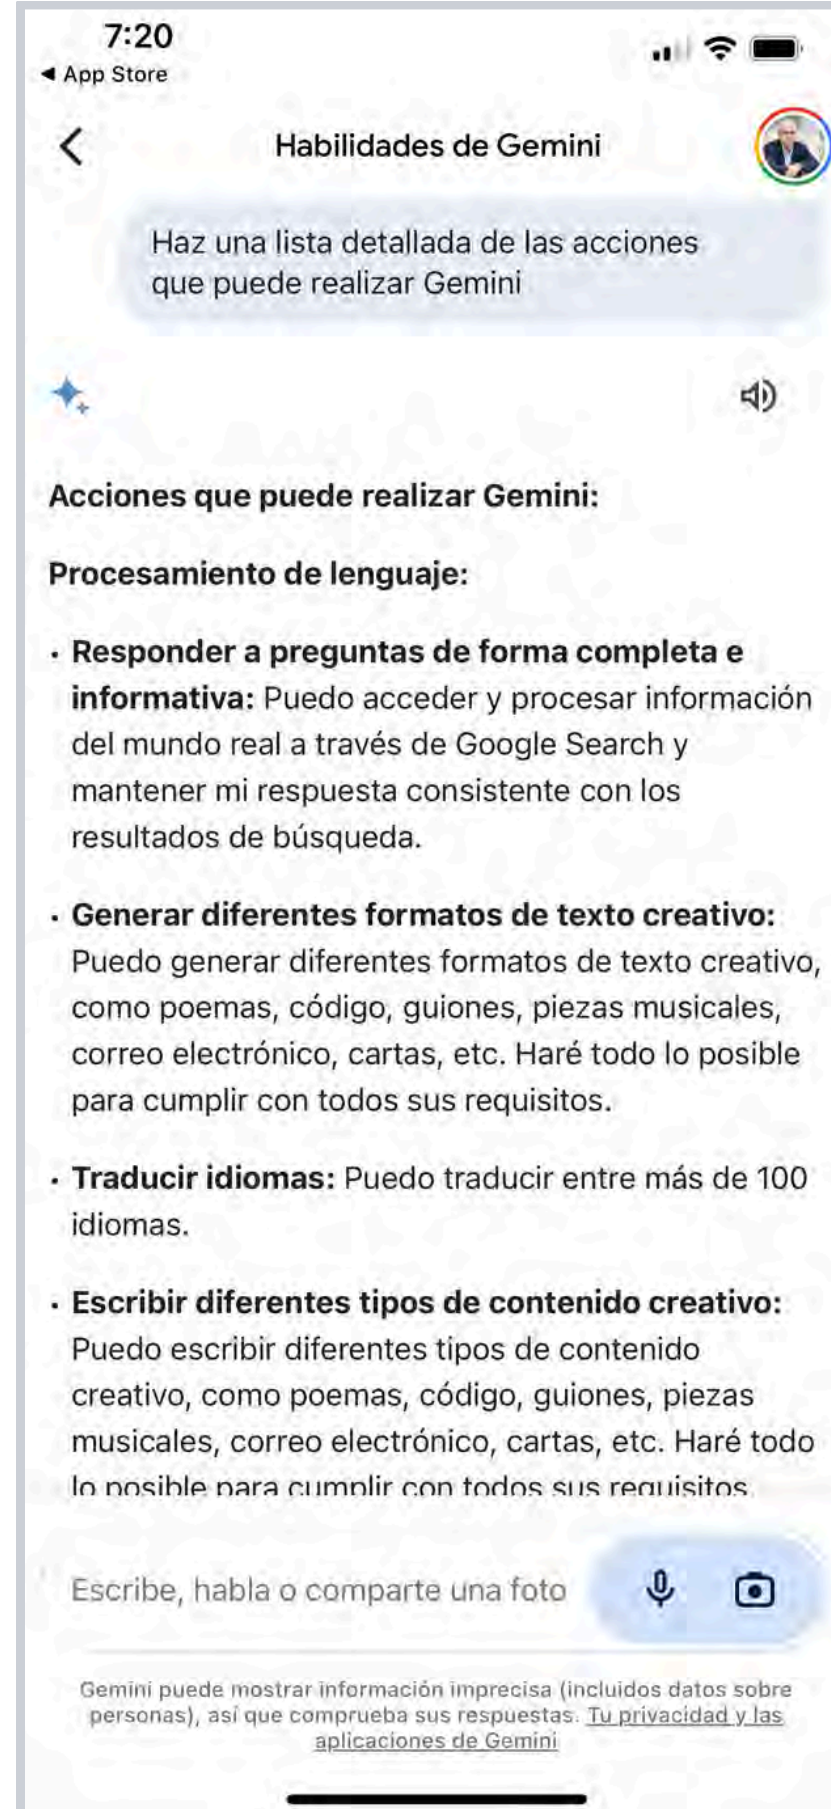 7:20
◀ App Store
Habilidades de Gemini
Haz una lista detallada de las acciones
que puede realizar Gemini
Acciones que puede realizar Gemini:
Procesamiento de lenguaje:
· Responder a preguntas de forma completa e
informativa: Puedo acceder y procesar información
del mundo real a través de Google Search y
mantener mi respuesta consistente con los
resultados de búsqueda.
· Generar diferentes formatos de texto creativo:
Puedo generar diferentes formatos de texto creativo,
como poemas, código, guiones, piezas musicales,
correo electrónico, cartas, etc. Haré todo lo posible
para cumplir con todos sus requisitos.
· Traducir idiomas: Puedo traducir entre más de 100
idiomas.
· Escribir diferentes tipos de contenido creativo:
Puedo escribir diferentes tipos de contenido
creativo, como poemas, código, guiones, piezas
musicales, correo electrónico, cartas, etc. Haré todo
lo posible para cumplir con todos sus requisitos.
Escribe, habla o comparte una foto
Gemini puede mostrar información imprecisa (incluidos datos sobre
personas), así que comprueba sus respuestas. Tu privacidad y las
aplicaciones de Gemini